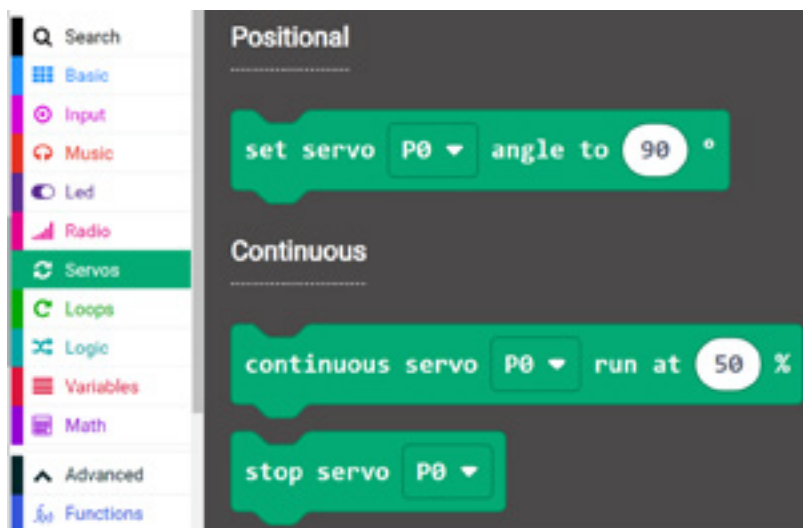 Search
Basic
Input
Music
Led
Radio
Servos
Loops
Logic
Variables
Math
Advanced
Functions
Positional
set servo P0 angle to 90 °
Continuous
continuous servo P0 run at 50 %
stop servo P0